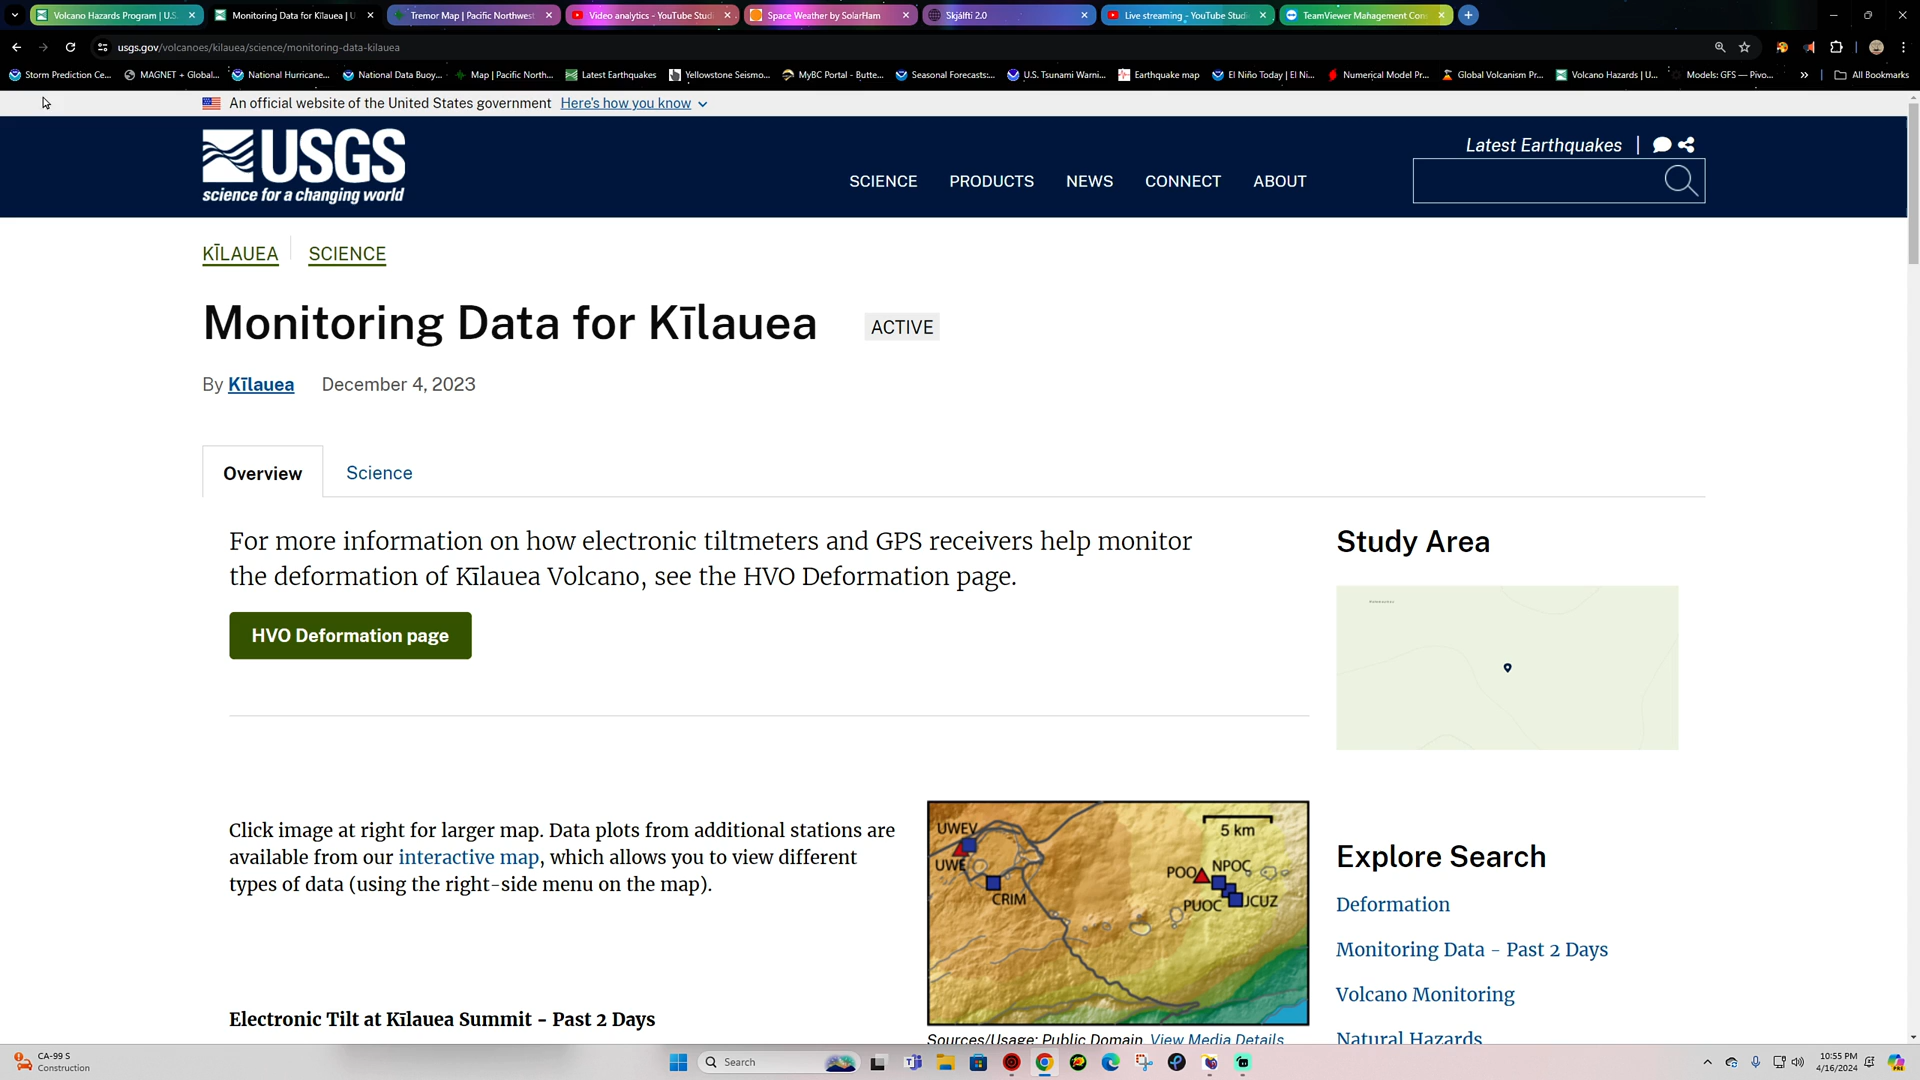 Volcano Hazards Program | U.S.
Monitoring Data for Kīlauea | U
Tremor Map | Pacific Northwest
Video analytics - YouTube Studi
Space Weather by SolarHam
Skjálfti 2.0
Live streaming - YouTube Studi
TeamViewer Management Con
usgs.gov/volcanoes/kilauea/science/monitoring-data-kilauea
Storm Prediction Ce...
MAGNET + Global...
National Hurricane...
National Data Buoy...
Map | Pacific North...
Latest Earthquakes
Yellowstone Seismo...
MyBC Portal - Butte...
Seasonal Forecasts:...
U.S. Tsunami Warni...
Earthquake map
El Niño Today | El Ni...
Numerical Model Pr...
Global Volcanism Pr...
Volcano Hazards | U...
Models: GFS — Pivo...
»
All Bookmarks
An official website of the United States government Here's how you know
USGS
science for a changing world
Latest Earthquakes |
SCIENCE PRODUCTS NEWS CONNECT ABOUT
KĪLAUEA SCIENCE
Monitoring Data for Kīlauea ACTIVE
By Kīlauea December 4, 2023
Overview Science
For more information on how electronic tiltmeters and GPS receivers help monitor
the deformation of Kīlauea Volcano, see the HVO Deformation page.
HVO Deformation page
Study Area
Click image at right for larger map. Data plots from additional stations are
available from our interactive map, which allows you to view different
types of data (using the right-side menu on the map).
UWEV
UWE
CRIM
5 km
POO
NPOC
PUOC
JCUZ
Sources/Usage: Public Domain. View Media Details
Electronic Tilt at Kīlauea Summit - Past 2 Days
Explore Search
Deformation
Monitoring Data - Past 2 Days
Volcano Monitoring
Natural Hazards
CA-99 S
Construction
Search
10:55 PM
4/16/2024